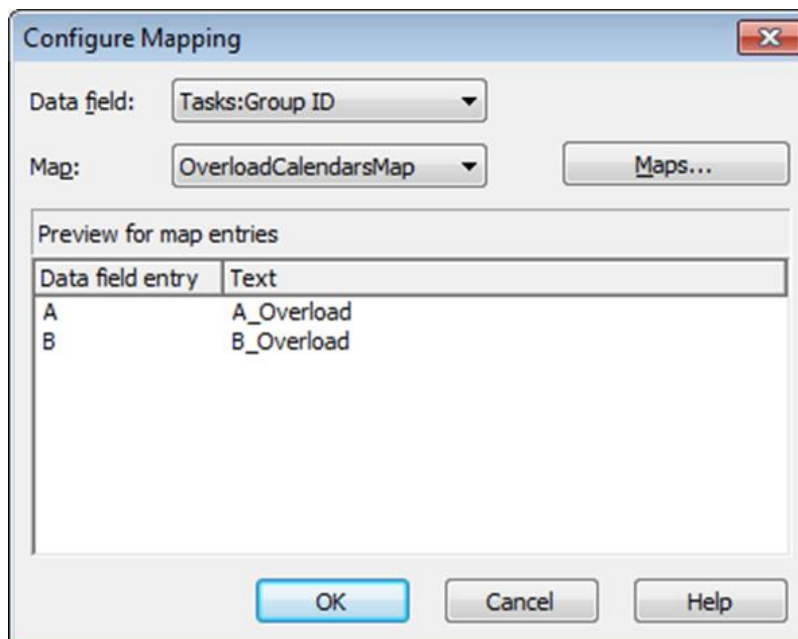 Configure Mapping
Data field: Tasks:Group ID
Map: OverloadCalendarsMap Maps...
Preview for map entries
Data field entry Text
A A_Overload
B B_Overload
OK Cancel Help